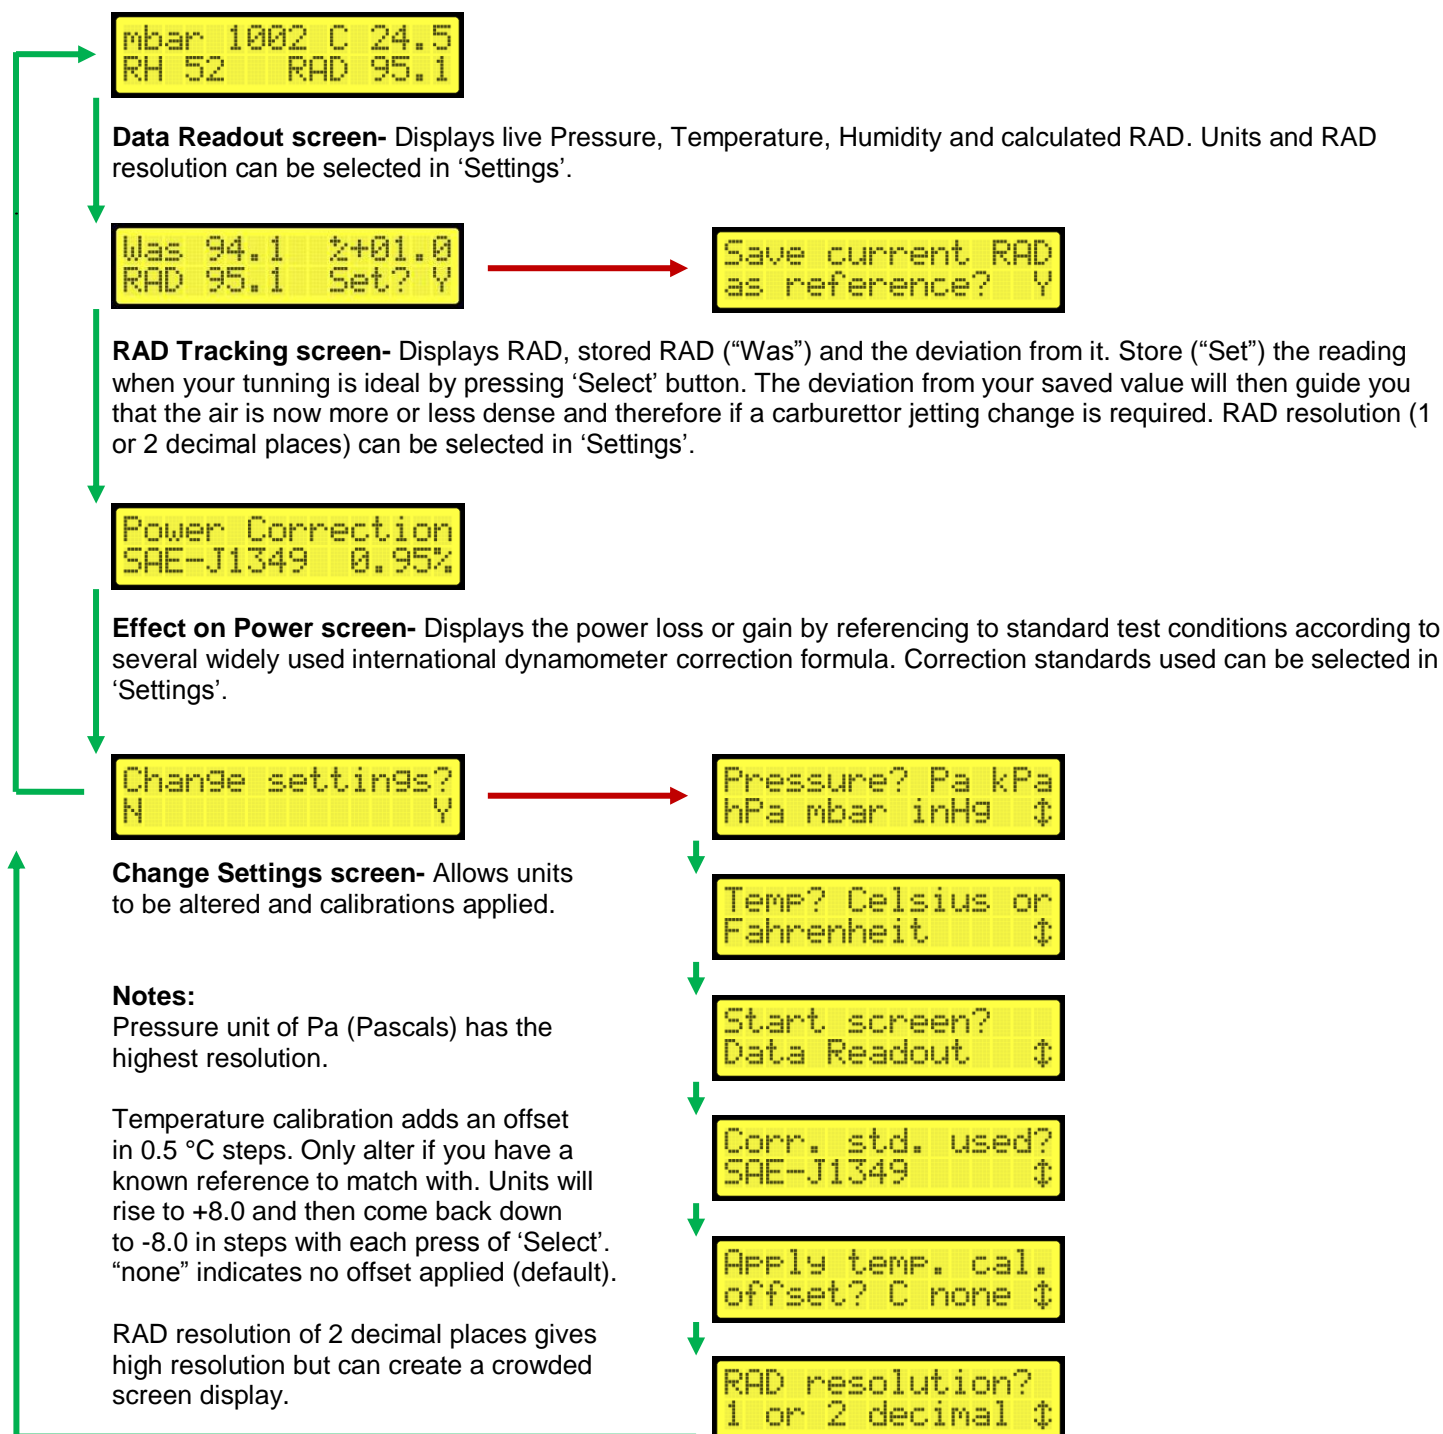 mbar 1002 C 24.5
RH 52 RAD 95.1
Data Readout screen- Displays live Pressure, Temperature, Humidity and calculated RAD. Units and RAD
resolution can be selected in ‘Settings’.
Was 94.1 %+01.0
RAD 95.1 Set? Y
Save current RAD
as reference? Y
RAD Tracking screen- Displays RAD, stored RAD (“Was”) and the deviation from it. Store (“Set”) the reading
when your tunning is ideal by pressing ‘Select’ button. The deviation from your saved value will then guide you
that the air is now more or less dense and therefore if a carburettor jetting change is required. RAD resolution (1
or 2 decimal places) can be selected in ‘Settings’.
Power Correction
SAE-J1349 0.95%
Effect on Power screen- Displays the power loss or gain by referencing to standard test conditions according to
several widely used international dynamometer correction formula. Correction standards used can be selected in
‘Settings’.
Change settings?
N Y
Change Settings screen- Allows units
to be altered and calibrations applied.
Notes:
Pressure unit of Pa (Pascals) has the
highest resolution.
Temperature calibration adds an offset
in 0.5 °C steps. Only alter if you have a
known reference to match with. Units will
rise to +8.0 and then come back down
to -8.0 in steps with each press of ‘Select’.
“none” indicates no offset applied (default).
RAD resolution of 2 decimal places gives
high resolution but can create a crowded
screen display.
Pressure? Pa kPa
hPa mbar inHg ↕
Temp? Celsius or
Fahrenheit ↕
Start screen?
Data Readout ↕
Corr. std. used?
SAE-J1349 ↕
Apply temp. cal.
offset? C none ↕
RAD resolution?
1 or 2 decimal ↕